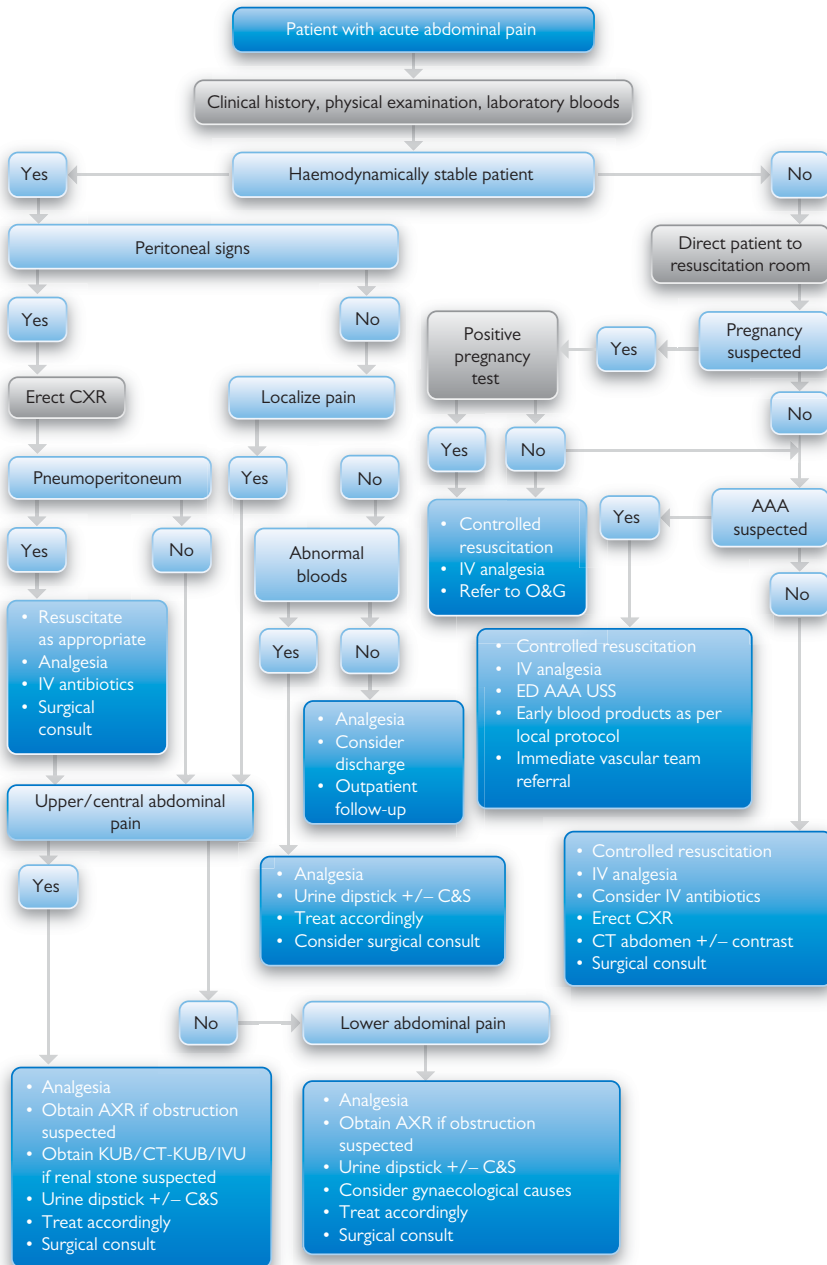 Patient with acute abdominal pain
Clinical history, physical examination, laboratory bloods
Yes
Haemodynamically stable patient
No
Peritoneal signs
Direct patient to
resuscitation room
Yes
No
Positive
pregnancy
test
Yes
Pregnancy
suspected
Erect CXR
Localize pain
No
Yes
No
Pneumoperitoneum
Yes
No
Yes
AAA
suspected
Yes
No
Abnormal
bloods
• Controlled
resuscitation
• IV analgesia
• Refer to O&G
No
• Resuscitate
as appropriate
• Analgesia
• IV antibiotics
• Surgical
consult
Yes
No
• Controlled resuscitation
• IV analgesia
• ED AAA USS
• Early blood products as per
local protocol
• Immediate vascular team
referral
• Analgesia
• Consider
discharge
• Outpatient
follow-up
Upper/central abdominal
pain
Yes
• Analgesia
• Urine dipstick +/– C&S
• Treat accordingly
• Consider surgical consult
• Controlled resuscitation
• IV analgesia
• Consider IV antibiotics
• Erect CXR
• CT abdomen +/– contrast
• Surgical consult
No
Lower abdominal pain
• Analgesia
• Obtain AXR if obstruction
suspected
• Obtain KUB/CT-KUB/IVU
if renal stone suspected
• Urine dipstick +/– C&S
• Treat accordingly
• Surgical consult
• Analgesia
• Obtain AXR if obstruction
suspected
• Urine dipstick +/– C&S
• Consider gynaecological causes
• Treat accordingly
• Surgical consult